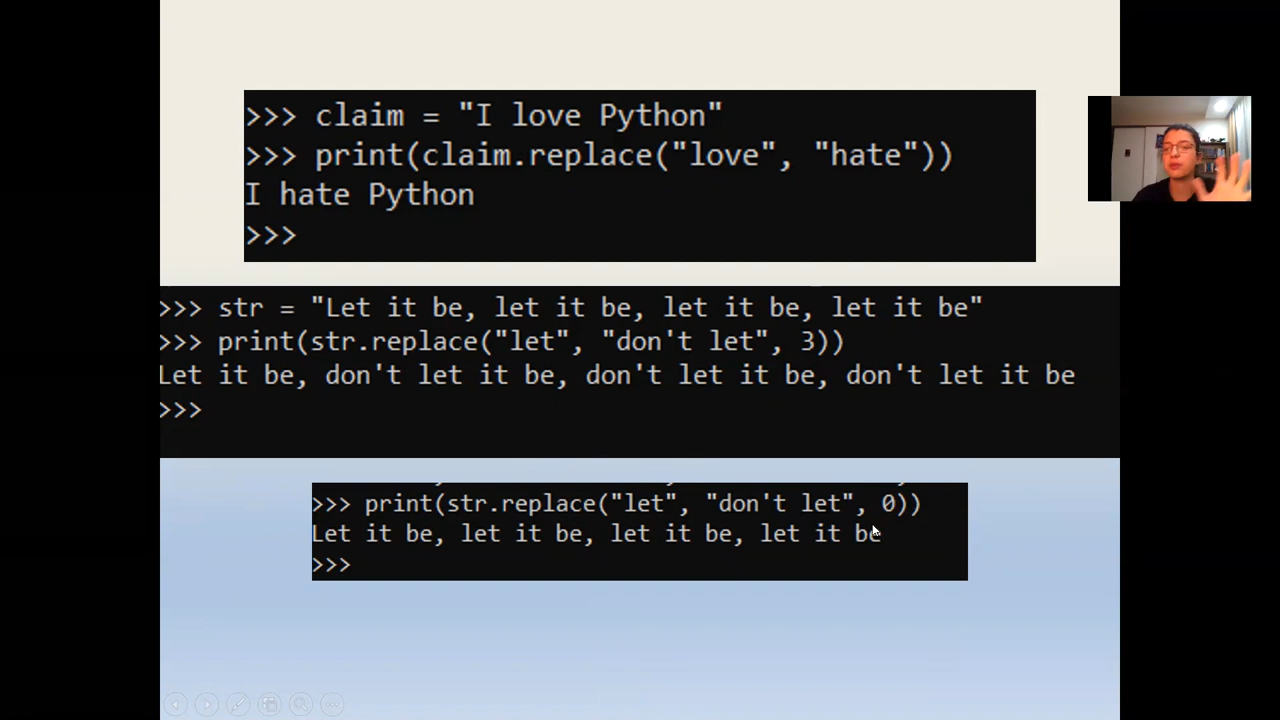 >>> claim = "I love Python"
>>> print(claim.replace("love", "hate"))
I hate Python
>>>
>>> str = "Let it be, let it be, let it be, let it be"
>>> print(str.replace("let", "don't let", 3))
Let it be, don't let it be, don't let it be, don't let it be
>>>
>>> print(str.replace("let", "don't let", 0))
Let it be, let it be, let it be, let it be
>>>